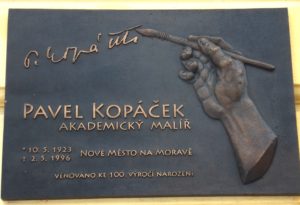 P. Kopáček
PAVEL KOPÁČEK
AKADEMICKÝ MALÍŘ
* 10. 5. 1923
† 2. 5. 1996 NOVÉ MĚSTO NA MORAVĚ
VĚNOVÁNO KE 100. VÝROČÍ NAROZENÍ